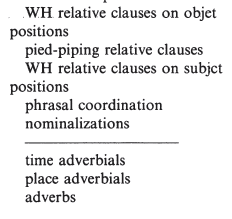 WH relative clauses on objet
positions
pied-piping relative clauses
WH relative clauses on subjct
positions
phrasal coordination
nominalizations
time adverbials
place adverbials
adverbs